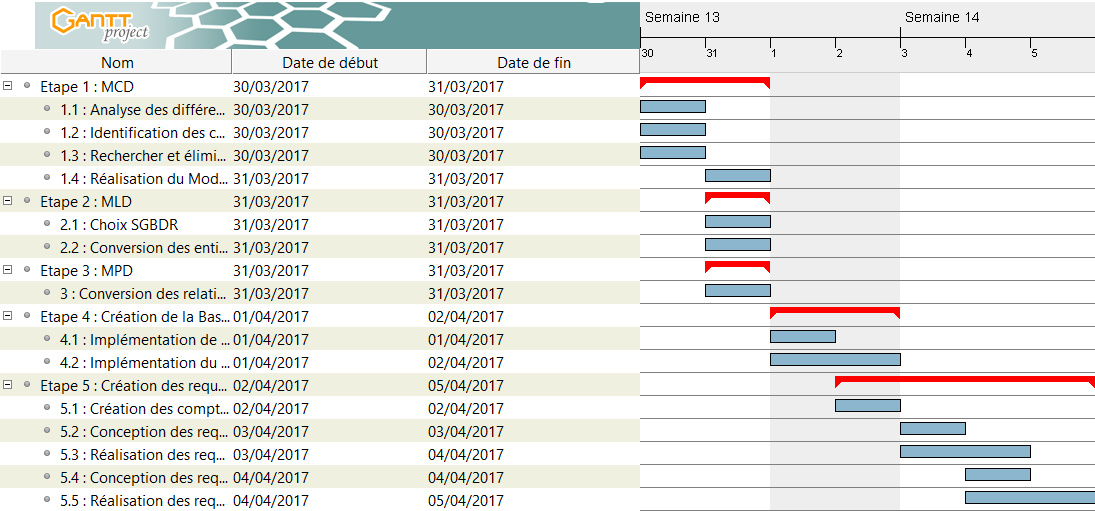 GANTT project
Semaine 13 Semaine 14
30 31 1 2 3 4 5
Nom Date de début Date de fin
Etape 1 : MCD 30/03/2017 31/03/2017
1.1 : Analyse des différe... 30/03/2017 30/03/2017
1.2 : Identification des c... 30/03/2017 30/03/2017
1.3 : Rechercher et élimi... 30/03/2017 30/03/2017
1.4 : Réalisation du Mod... 31/03/2017 31/03/2017
Etape 2 : MLD 31/03/2017 31/03/2017
2.1 : Choix SGBDR 31/03/2017 31/03/2017
2.2 : Conversion des enti... 31/03/2017 31/03/2017
Etape 3 : MPD 31/03/2017 31/03/2017
3 : Conversion des relati... 31/03/2017 31/03/2017
Etape 4 : Création de la Bas... 01/04/2017 02/04/2017
4.1 : Implémentation de ... 01/04/2017 01/04/2017
4.2 : Implémentation du ... 01/04/2017 02/04/2017
Etape 5 : Création des requ... 02/04/2017 05/04/2017
5.1 : Création des compt... 02/04/2017 02/04/2017
5.2 : Conception des req... 03/04/2017 03/04/2017
5.3 : Réalisation des req... 03/04/2017 04/04/2017
5.4 : Conception des req... 04/04/2017 04/04/2017
5.5 : Réalisation des req... 04/04/2017 05/04/2017